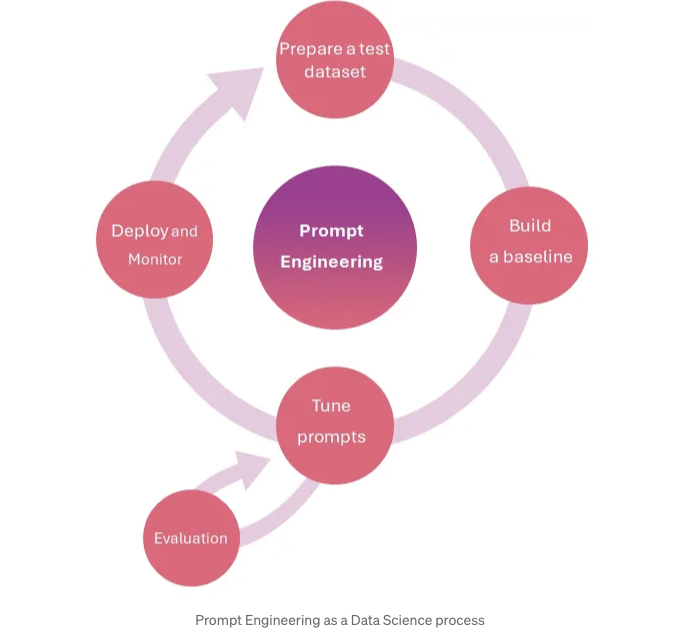 Prepare a test
dataset
Build
a baseline
Prompt
Engineering
Deploy and
Monitor
Tune
prompts
Evaluation
Prompt Engineering as a Data Science process